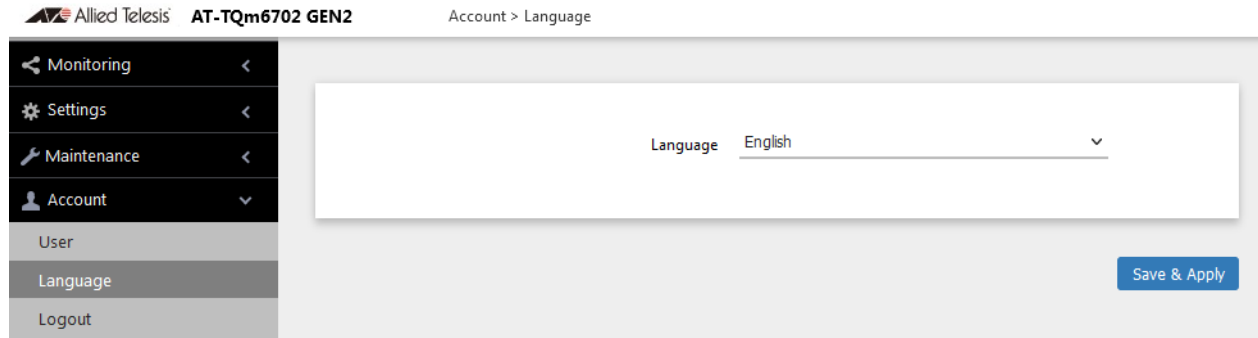 Allied Telesis AT-TQm6702 GEN2 Account > Language
Monitoring
Settings
Maintenance
Account
User
Language
Logout
Language English
Save & Apply